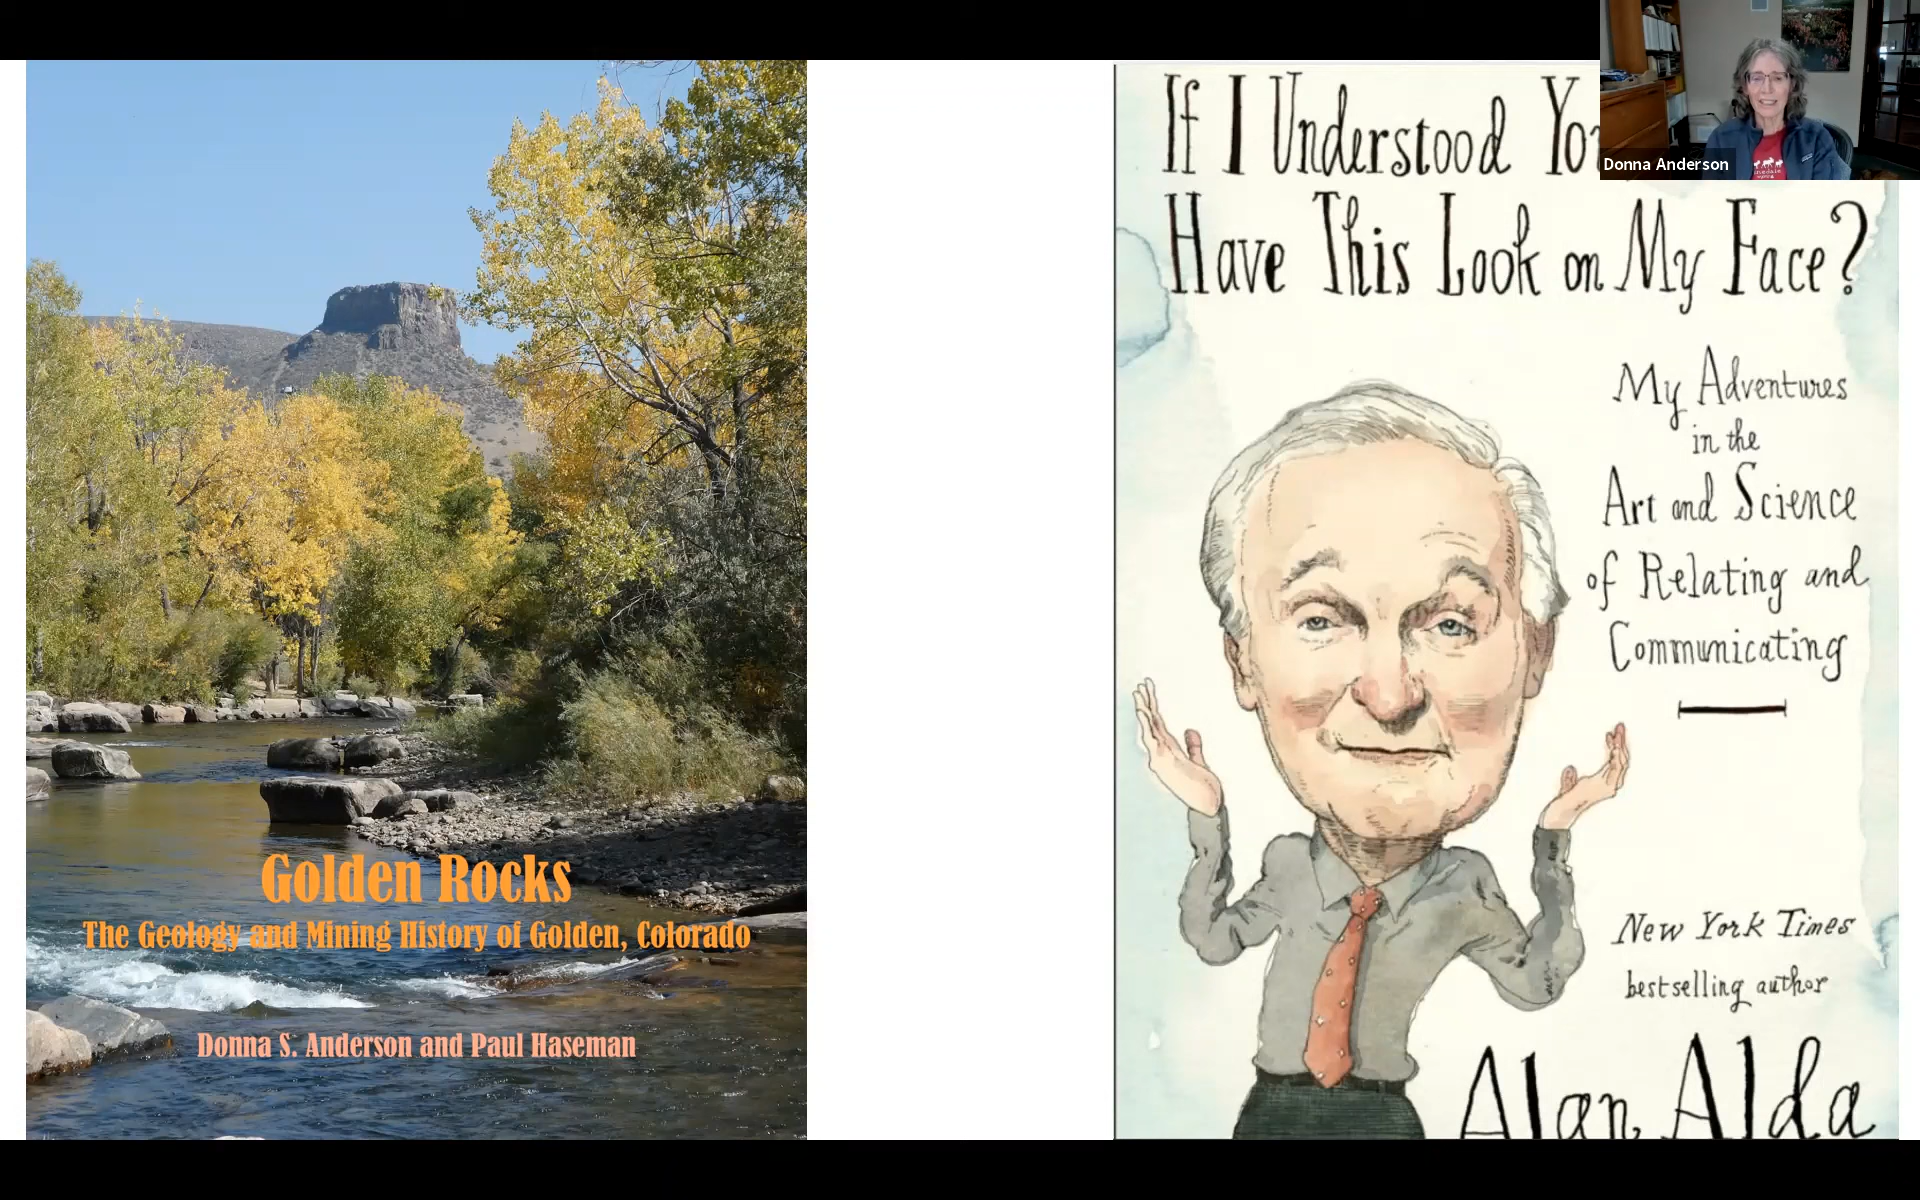 Golden Rocks
The Geology and Mining History of Golden, Colorado
Donna S. Anderson and Paul Haseman
If I Understood
Have This Look on My Face?
My Adventures
in the
Art and Science
of Relating and
Communicating
New York Times
bestselling author
Alan Alda
Donna Anderson